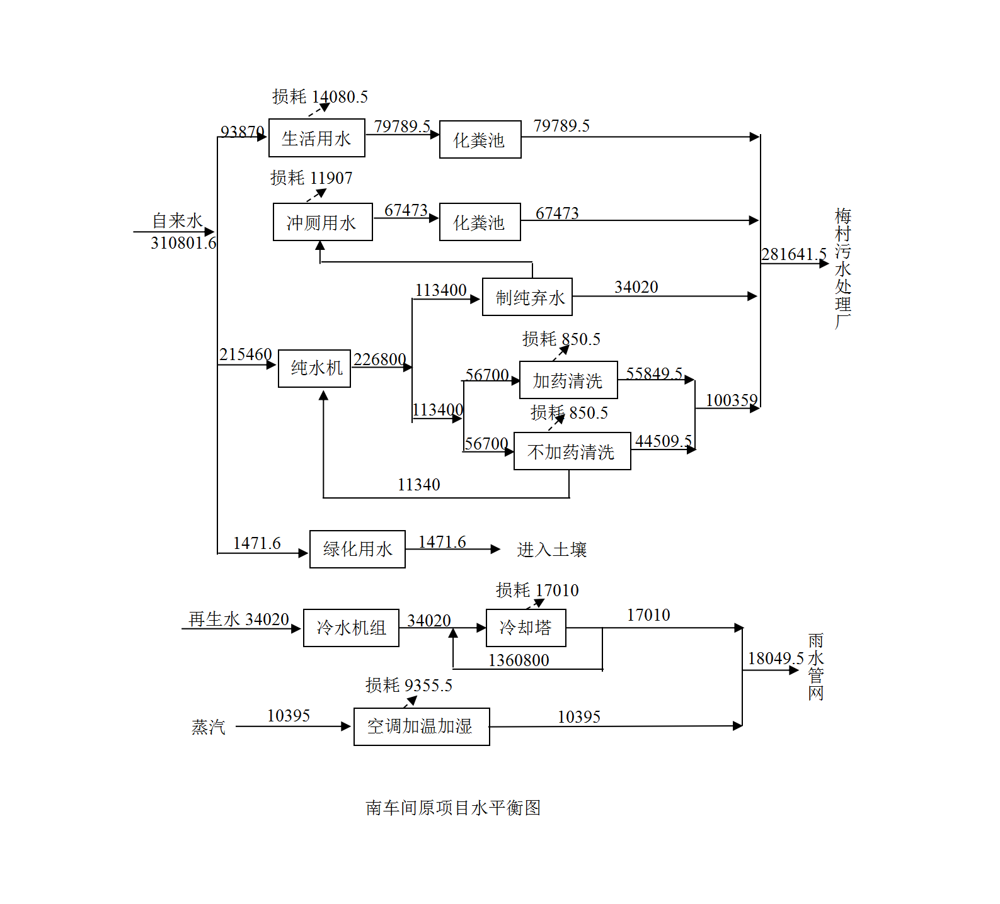 损耗 14080.5
93870
生活用水
79789.5
化粪池
79789.5
损耗 11907
冲厕用水
67473
化粪池
67473
自来水
310801.6
281641.5
梅村污水处理厂
113400
制纯弃水
34020
215460
纯水机
226800
损耗 850.5
56700
加药清洗
55849.5
113400
损耗 850.5
100359
56700
不加药清洗
44509.5
11340
1471.6
绿化用水
1471.6
进入土壤
损耗 17010
再生水 34020
冷水机组
34020
冷却塔
17010
1360800
18049.5
雨水管网
损耗 9355.5
蒸汽
10395
空调加温加湿
10395
南车间原项目水平衡图